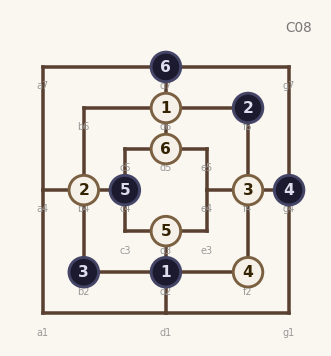 C08
6
a7 d7 g7
1 2
b6 d6 f6
6
c5 d5 e5
2 5 3 4
a4 b4 c4 e4 f4 g4
5
c3 d3 e3
3 1 4
b2 d2 f2
a1 d1 g1